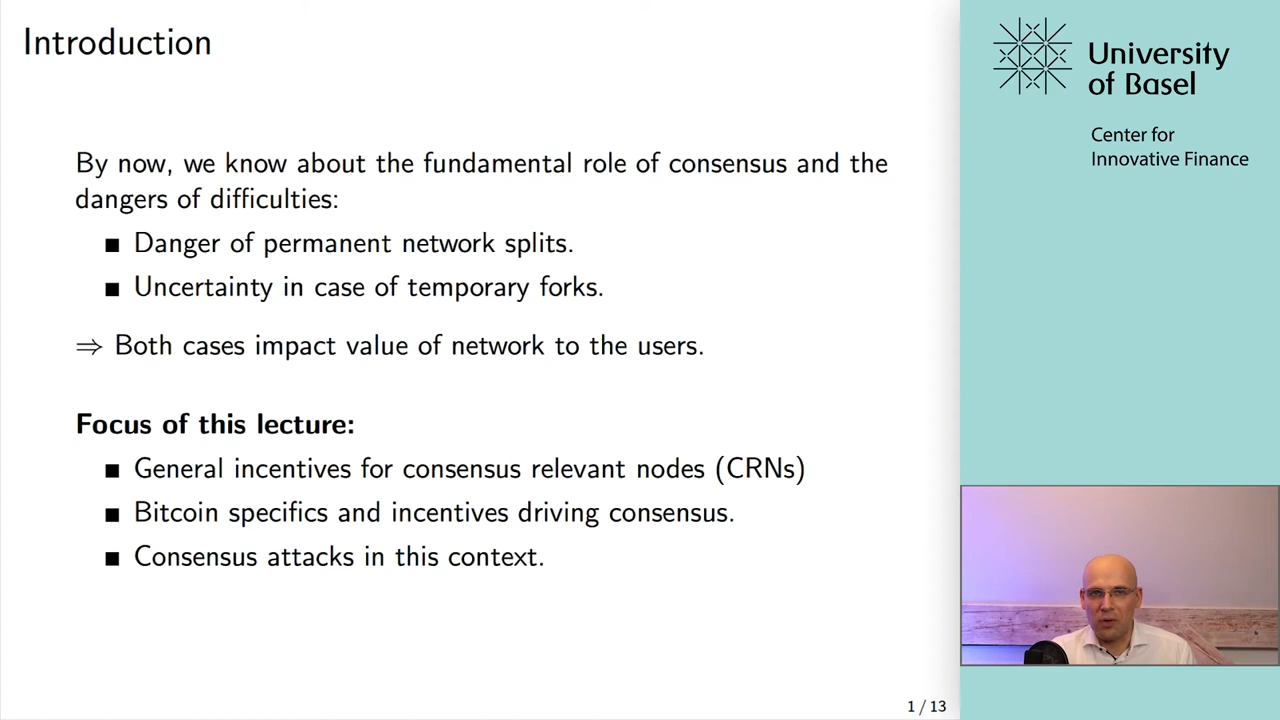 Introduction
By now, we know about the fundamental role of consensus and the
dangers of difficulties:
■ Danger of permanent network splits.
■ Uncertainty in case of temporary forks.
⇒ Both cases impact value of network to the users.
Focus of this lecture:
■ General incentives for consensus relevant nodes (CRNs)
■ Bitcoin specifics and incentives driving consensus.
■ Consensus attacks in this context.
1 / 13
University
of Basel
Center for
Innovative Finance